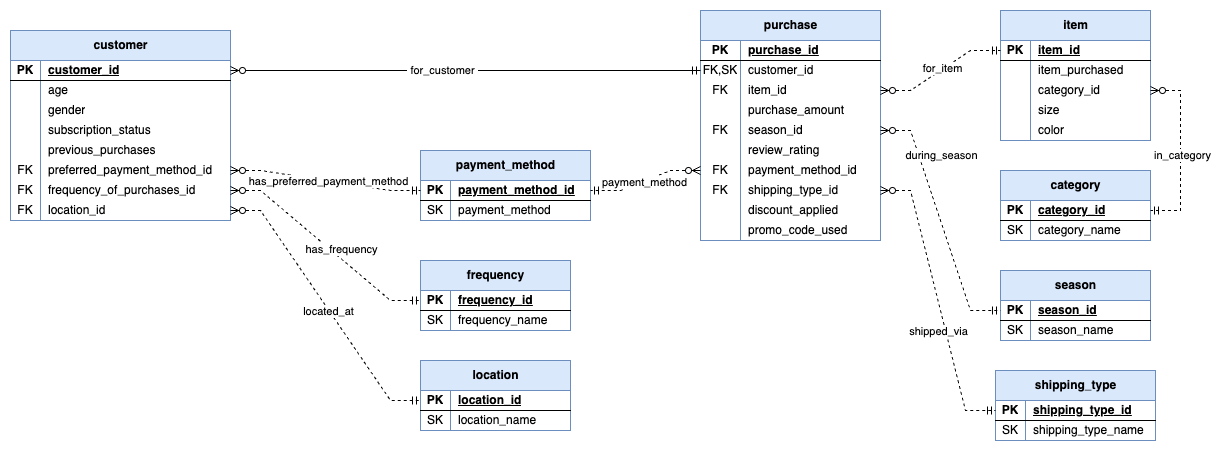 customer
PK customer_id
age
gender
subscription_status
previous_purchases
FK preferred_payment_method_id
FK frequency_of_purchases_id
FK location_id
for_customer
has_preferred_payment_method
has_frequency
located_at
payment_method
PK payment_method_id
SK payment_method
frequency
PK frequency_id
SK frequency_name
location
PK location_id
SK location_name
payment_method
purchase
PK purchase_id
FK,SK customer_id
FK item_id
purchase_amount
FK season_id
review_rating
FK payment_method_id
FK shipping_type_id
discount_applied
promo_code_used
for_item
during_season
shipped_via
item
PK item_id
item_purchased
category_id
size
color
in_category
category
PK category_id
SK category_name
season
PK season_id
SK season_name
shipping_type
PK shipping_type_id
SK shipping_type_name